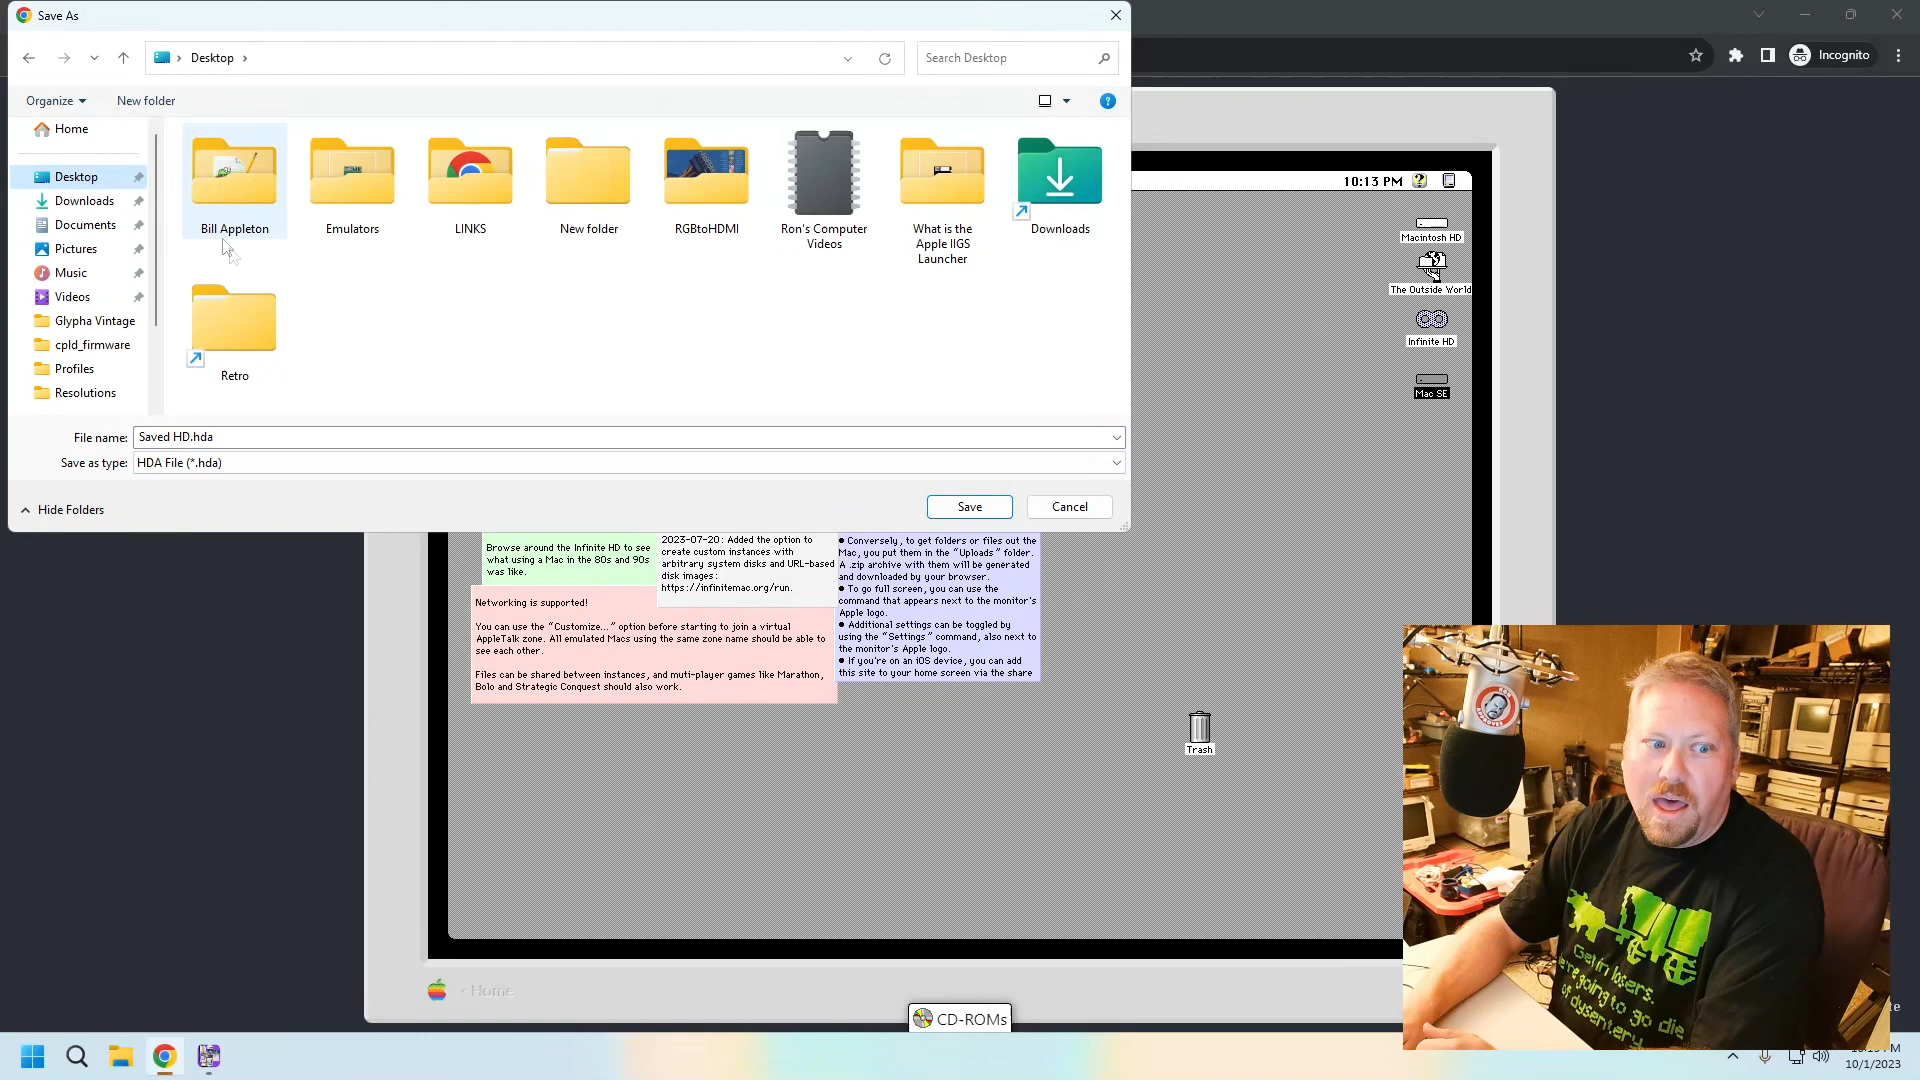 Save As
Desktop
Search Desktop
Incognito
Organize
New folder
?
Home
Desktop
Downloads
Documents
Pictures
Music
Videos
Glypha Vintage
cpld_firmware
Profiles
Resolutions
Bill Appleton
Emulators
LINKS
New folder
RGBtoHDMI
Ron's Computer
Videos
What is the
Apple IIGS
Launcher
Downloads
Retro
File name:
Saved HD.hda
Save as type:
HDA File (*.hda)
Hide Folders
Save
Cancel
10:13 PM
Macintosh HD
The Outside World
Infinite HD
Mac SE
Browse around the Infinite HD to see
what using a Mac in the 80s and 90s
was like.
2023-07-20: Added the option to
create custom instances with
arbitrary system disks and URL-based
disk images:
https://infinitemac.org/run.
• Conversely, to get folders or files out the
Mac, you put them in the "Uploads" folder.
A .zip archive with them will be generated
and downloaded by your browser.
• To go full screen, you can use the
command that appears next to the monitor's
Apple logo.
• Additional settings can be toggled by
using the "Settings" command, also next to
the monitor's Apple logo.
• If you're on an iOS device, you can add
this site to your home screen via the share
Networking is supported!
You can use the "Customize..." option before starting to join a virtual
AppleTalk zone. All emulated Macs using the same zone name should be able to
see each other.
Files can be shared between instances, and muti-player games like Marathon,
Bolo and Strategic Conquest should also work.
Trash
Home
CD-ROMs
Get in losers.
we're going to go die
of dysentery.
10/1/2023